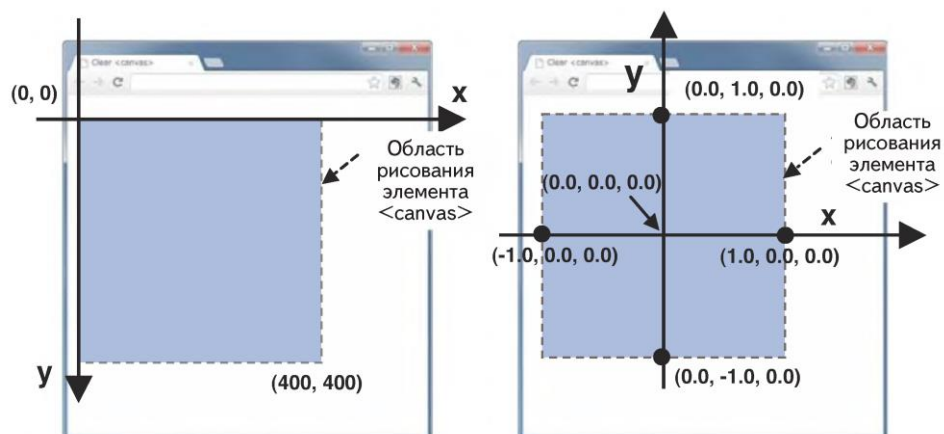 Clear <canvas>
(0, 0)
x
Область
рисования
элемента
<canvas>
y
(400, 400)
Clear <canvas>
y
(0.0, 1.0, 0.0)
Область
рисования
элемента
<canvas>
(0.0, 0.0, 0.0)
x
(-1.0, 0.0, 0.0)
(1.0, 0.0, 0.0)
(0.0, -1.0, 0.0)